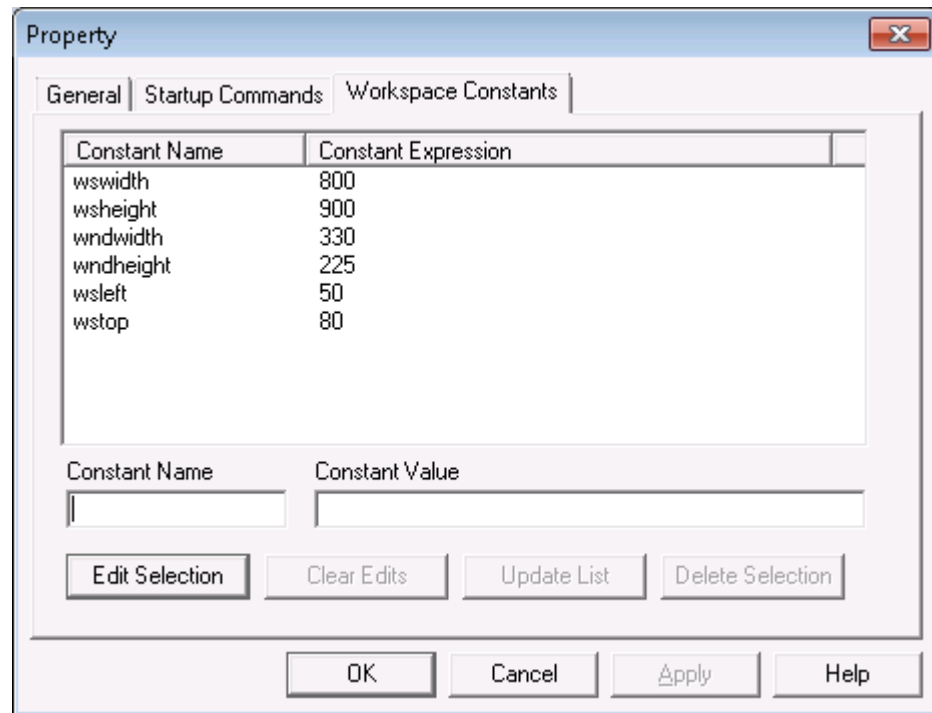 Property
General Startup Commands Workspace Constants
Constant Name Constant Expression
wswidth 800
wsheight 900
wndwidth 330
wndheight 225
wsleft 50
wstop 80
Constant Name Constant Value
Edit Selection Clear Edits Update List Delete Selection
OK Cancel Apply Help